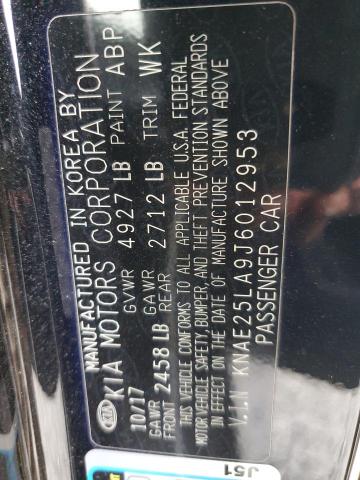 MANUFACTURED IN KOREA BY
KIA KIA MOTORS CORPORATION
10/17 GVWR 4927 LB PAINT ABP
GAWR FRONT 2458 LB GAWR REAR 2712 LB TRIM WK
THIS VEHICLE CONFORMS TO ALL APPLICABLE U.S.A. FEDERAL
MOTOR VEHICLE SAFETY, BUMPER, AND THEFT PREVENTION STANDARDS
IN EFFECT ON THE DATE OF MANUFACTURE SHOWN ABOVE
V.I.N KNAE25LA9J6012953
PASSENGER CAR
J51